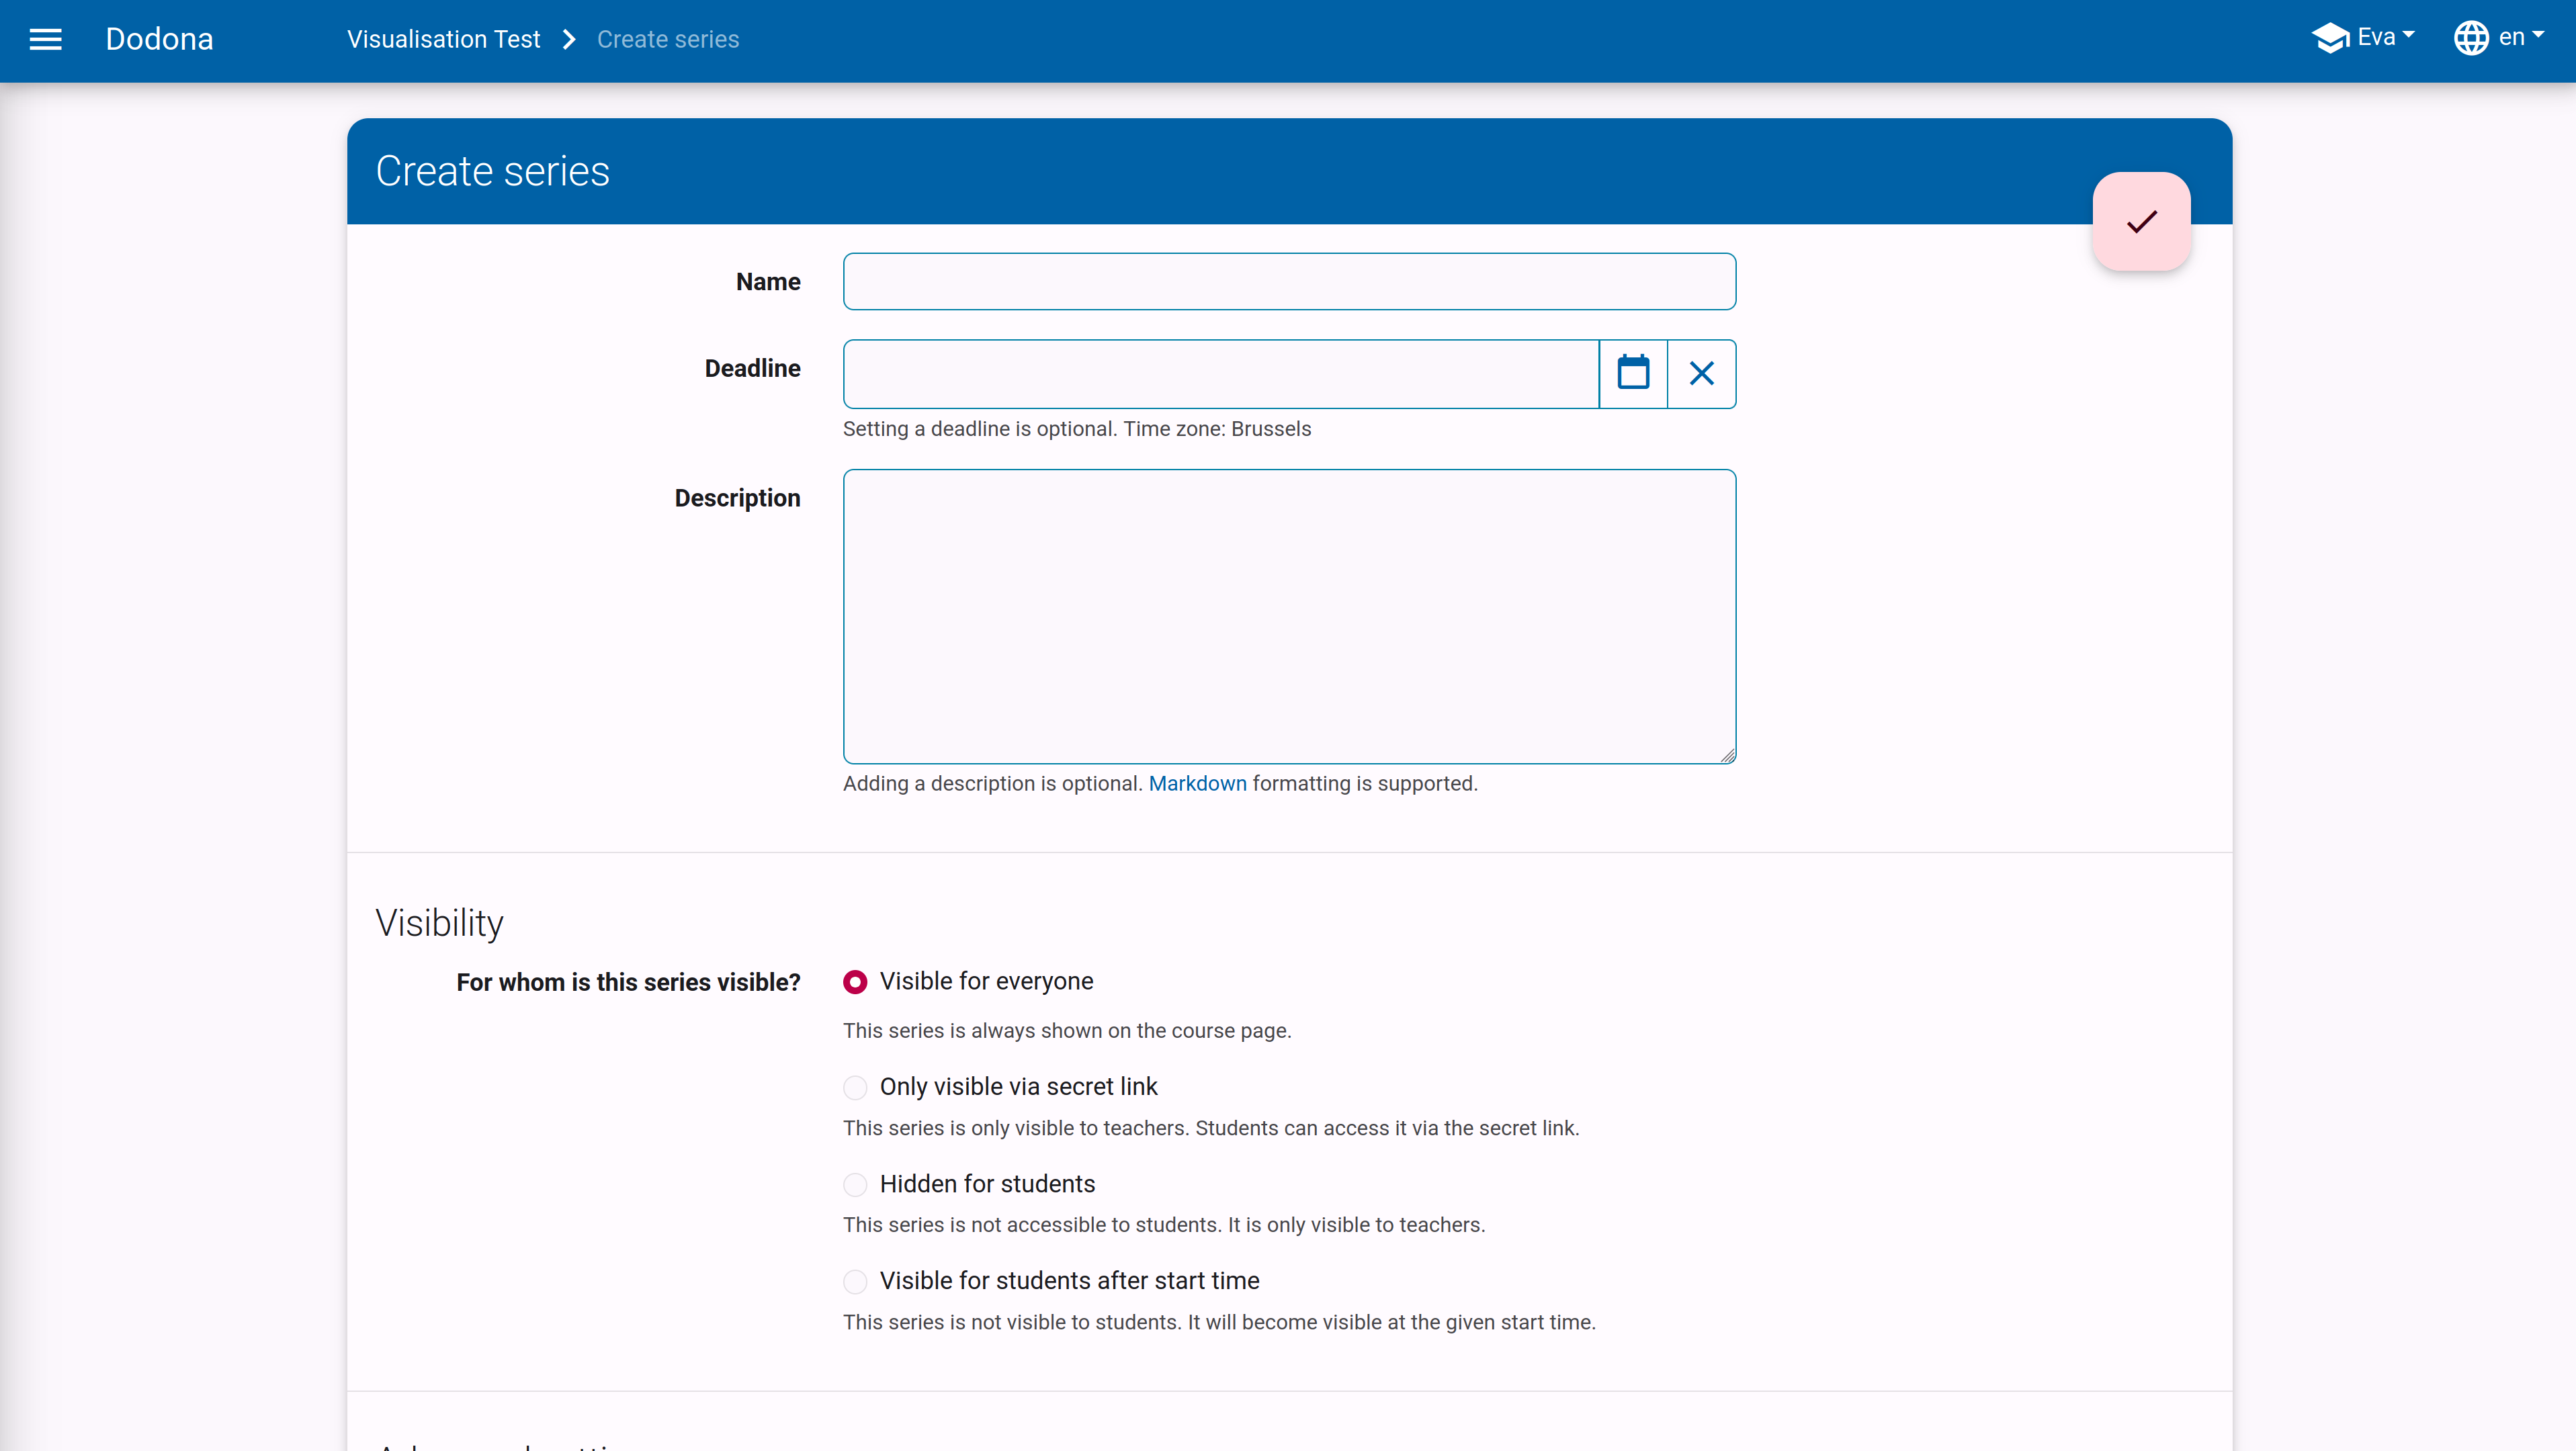 Dodona
Visualisation Test
Create series
Eva
en
Create series
Name
Deadline
Setting a deadline is optional. Time zone: Brussels
Description
Adding a description is optional. Markdown formatting is supported.
Visibility
For whom is this series visible?
Visible for everyone
This series is always shown on the course page.
Only visible via secret link
This series is only visible to teachers. Students can access it via the secret link.
Hidden for students
This series is not accessible to students. It is only visible to teachers.
Visible for students after start time
This series is not visible to students. It will become visible at the given start time.